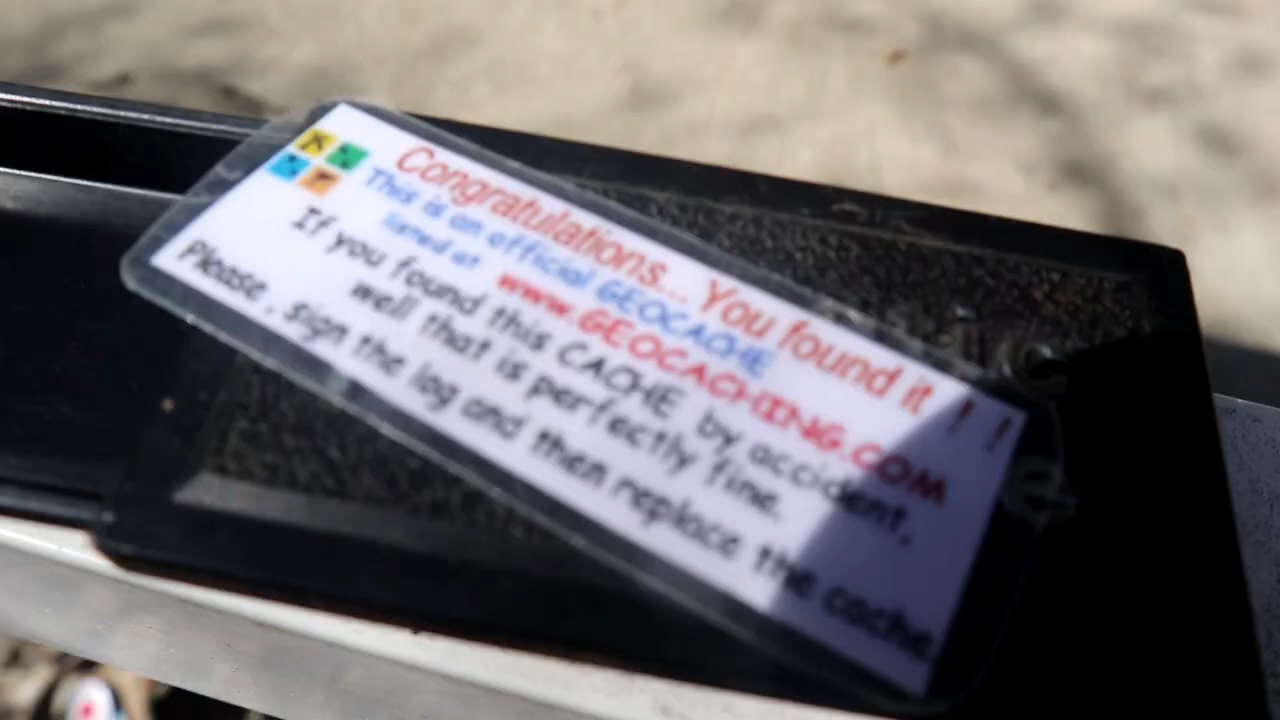 Congratulations... You found it ! !
This is an official GEOCACHE
listed at www.GEOCACHING.COM
If you found this CACHE by accident,
well that is perfectly fine.
Please , sign the log and then replace the cache